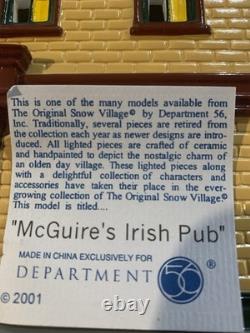 This is one of the many models available from
The Original Snow Village© by Department 56,
Inc. Traditionally, several pieces are retired from
the collection each year as newer designs are introduc-
ed. All lighted pieces are crafted of ceramic
and handpainted to depict the nostalgic charm of
an olden day village. These lighted pieces along
with a delightful collection of characters and
accessories have taken their place in the ever-
growing collection of The Original Snow Village©
This model is titled....
"McGuire's Irish Pub"
MADE IN CHINA EXCLUSIVELY FOR
DEPARTMENT 56 ®
© 2001